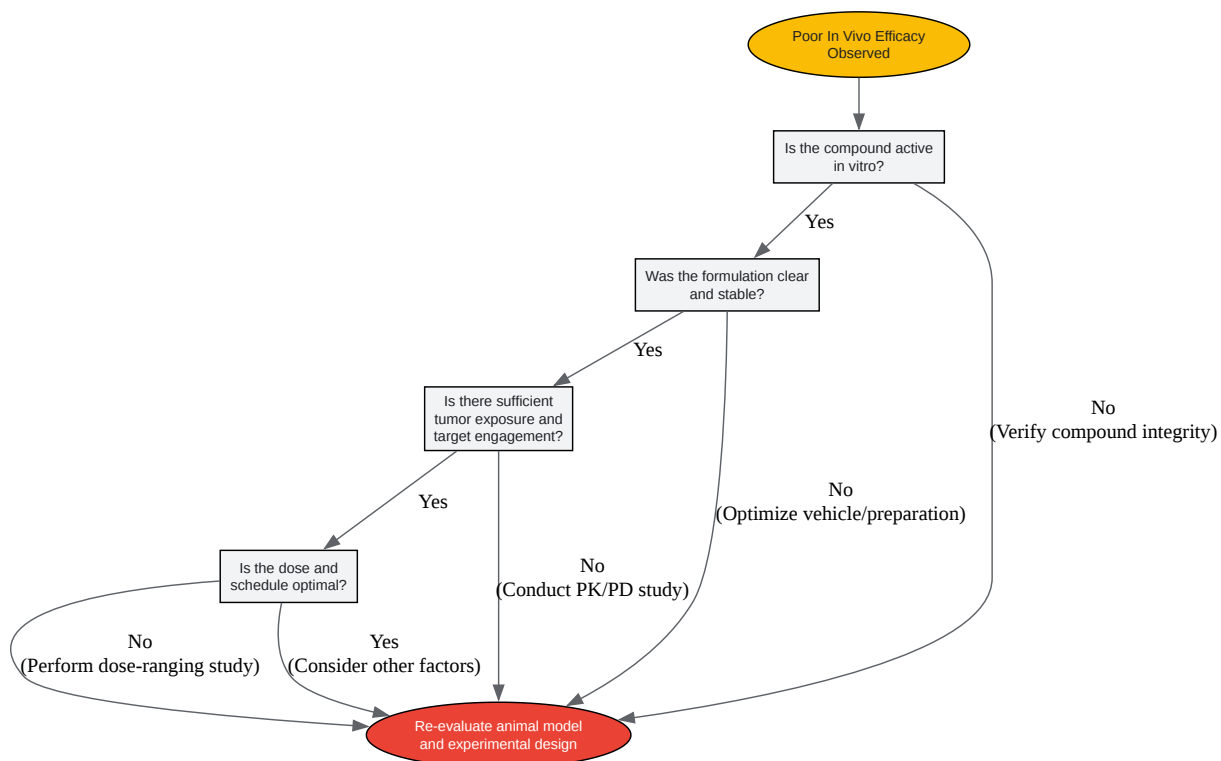 Poor In Vivo Efficacy
Observed
Is the compound active
in vitro?
Yes
Was the formulation clear
and stable?
Yes
Is there sufficient
tumor exposure and
target engagement?
No
(Verify compound integrity)
Yes
No
(Optimize vehicle/preparation)
Is the dose and
schedule optimal?
No
(Conduct PK/PD study)
No
(Perform dose-ranging study)
Yes
(Consider other factors)
Re-evaluate animal model
and experimental design